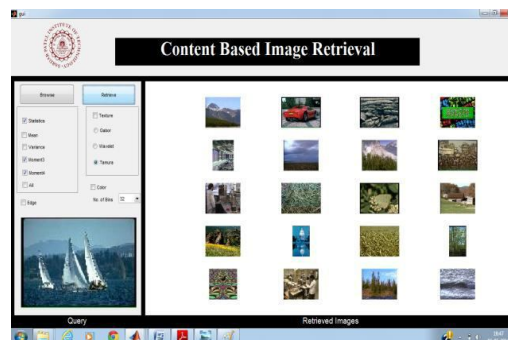 gui
Content Based Image Retrieval
Browse
Retrieve
Statistics
Mean
Variance
Moment3
Moment4
All
Edge
Texture
Gabor
Wavelet
Tamura
Color
No. of Bins
32
Query
Retrieved Images